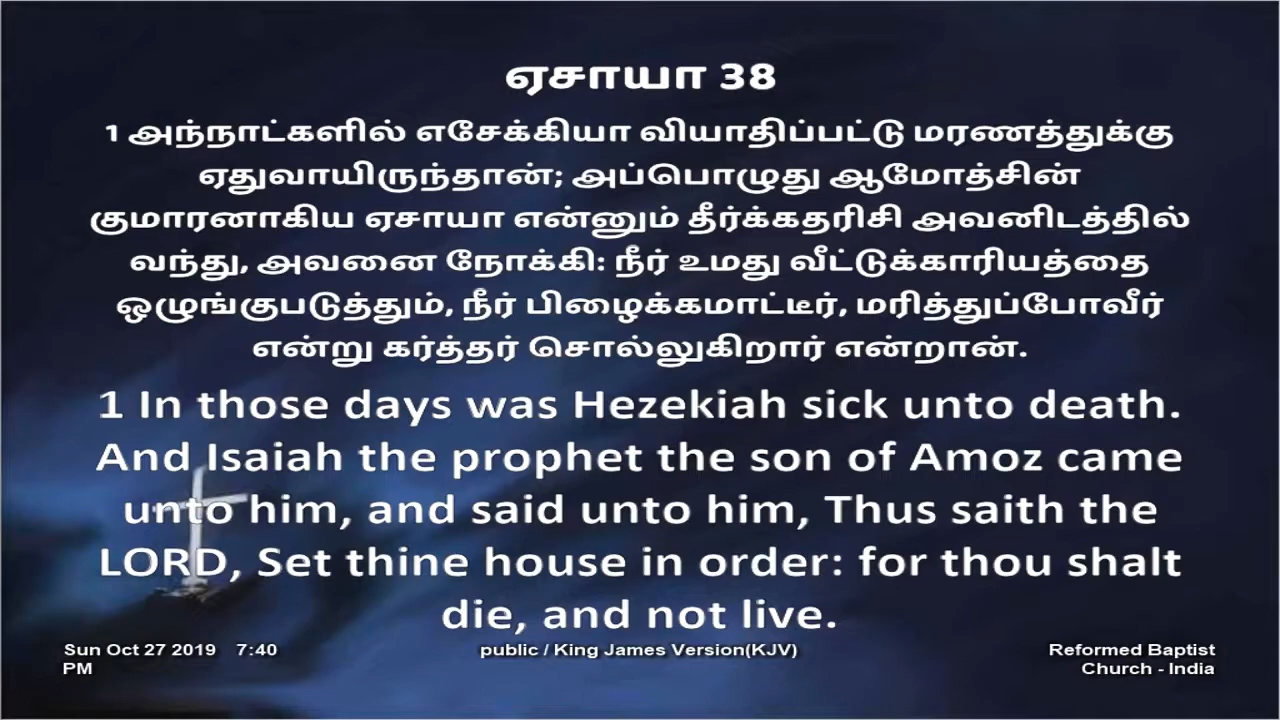 ஏசாயா 38
1 அந்நாட்களில் எசேக்கியா வியாதிப்பட்டு மரணத்துக்கு
ஏதுவாயிருந்தான்; அப்பொழுது ஆமோத்சின்
குமாரனாகிய ஏசாயா என்னும் தீர்க்கதரிசி அவனிடத்தில்
வந்து, அவனை நோக்கி: நீர் உமது வீட்டுக்காரியத்தை
ஒழுங்குபடுத்தும், நீர் பிழைக்கமாட்டீர், மரித்துப்போவீர்
என்று கர்த்தர் சொல்லுகிறார் என்றான்.
1 In those days was Hezekiah sick unto death.
And Isaiah the prophet the son of Amoz came
unto him, and said unto him, Thus saith the
LORD, Set thine house in order: for thou shalt
die, and not live.
Sun Oct 27 2019 7:40
PM
public / King James Version(KJV)
Reformed Baptist
Church - India